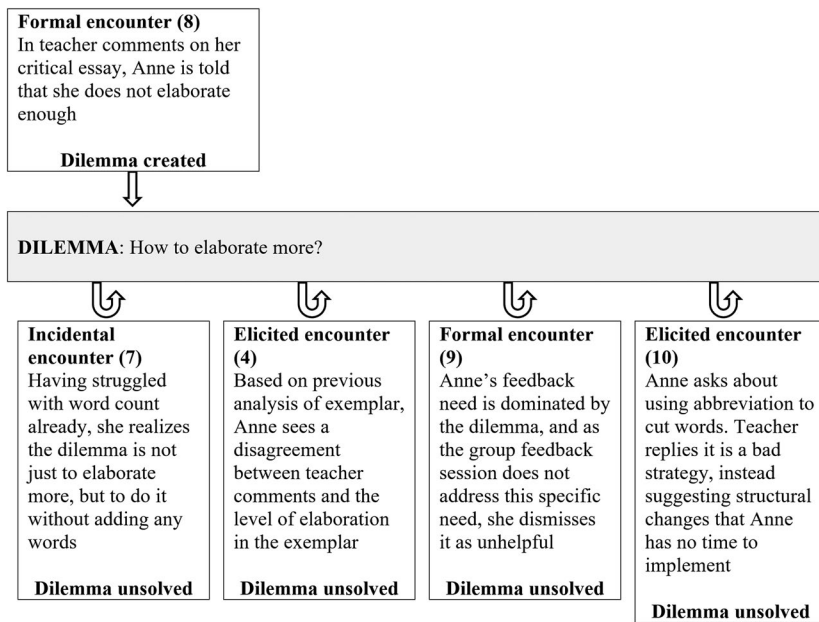 Formal encounter (8)
In teacher comments on her
critical essay, Anne is told
that she does not elaborate
enough
Dilemma created
DILEMMA: How to elaborate more?
Incidental
encounter (7)
Having struggled
with word count
already, she realizes
the dilemma is not
just to elaborate
more, but to do it
without adding any
words
Dilemma unsolved
Elicited encounter
(4)
Based on previous
analysis of exemplar,
Anne sees a
disagreement
between teacher
comments and the
level of elaboration
in the exemplar
Dilemma unsolved
Formal encounter
(9)
Anne's feedback
need is dominated by
the dilemma, and as
the group feedback
session does not
address this specific
need, she dismisses
it as unhelpful
Dilemma unsolved
Elicited encounter
(10)
Anne asks about
using abbreviation to
cut words. Teacher
replies it is a bad
strategy, instead
suggesting structural
changes that Anne
has no time to
implement
Dilemma unsolved